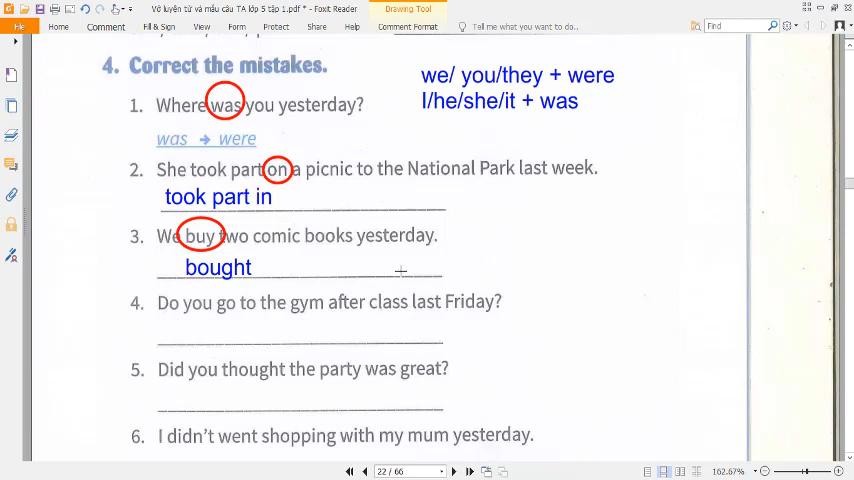 Vở luyện từ và mẫu câu TA lớp 5 tập 1.pdf * - Foxit Reader
Drawing Tool
File Home Comment Fill & Sign View Form Protect Share Help Extras Comment Format Tell me what you want to do... Find
4. Correct the mistakes.
we/ you/they + were
I/he/she/it + was
1. Where was you yesterday?
was → were
2. She took part on a picnic to the National Park last week.
took part in
3. We buy two comic books yesterday.
bought
4. Do you go to the gym after class last Friday?
5. Did you thought the party was great?
6. I didn't went shopping with my mum yesterday.
22 / 66
162.67%